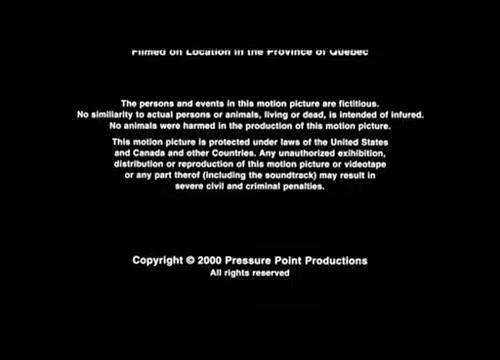 Filmed on Location in the Province of Quebec
The persons and events in this motion picture are fictitious.
No similiarity to actual persons or animals, living or dead, is intended of infured.
No animals were harmed in the production of this motion picture.
This motion picture is protected under laws of the United States
and Canada and other Countries. Any unauthorized exihibition,
distribution or reproduction of this motion picture or videotape
or any part therof (including the soundtrack) may result in
severe civil and criminal penalties.
Copyright © 2000 Pressure Point Productions
All rights reserved